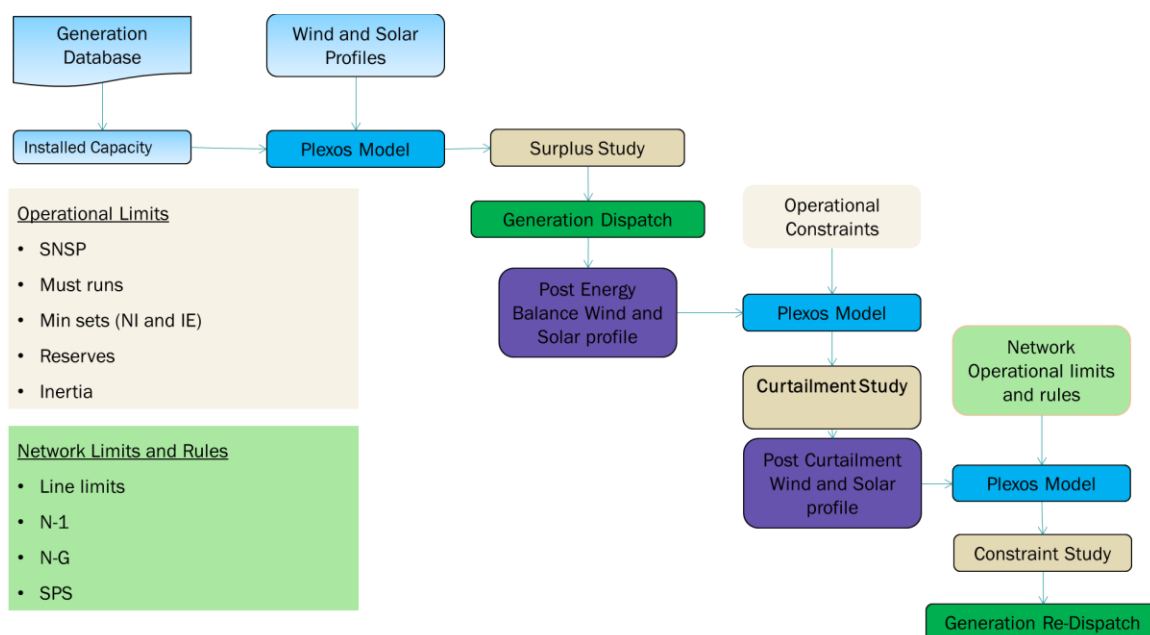 Generation
Database
Wind and Solar
Profiles
Installed Capacity
Plexos Model
Surplus Study
Operational Limits
• SNSP
• Must runs
• Min sets (NI and IE)
• Reserves
• Inertia
Generation Dispatch
Operational
Constraints
Post Energy
Balance Wind and
Solar profile
Plexos Model
Network
Operational limits
and rules
Curtailment Study
Network Limits and Rules
• Line limits
• N-1
• N-G
• SPS
Post Curtailment
Wind and Solar
profile
Plexos Model
Constraint Study
Generation Re-Dispatch